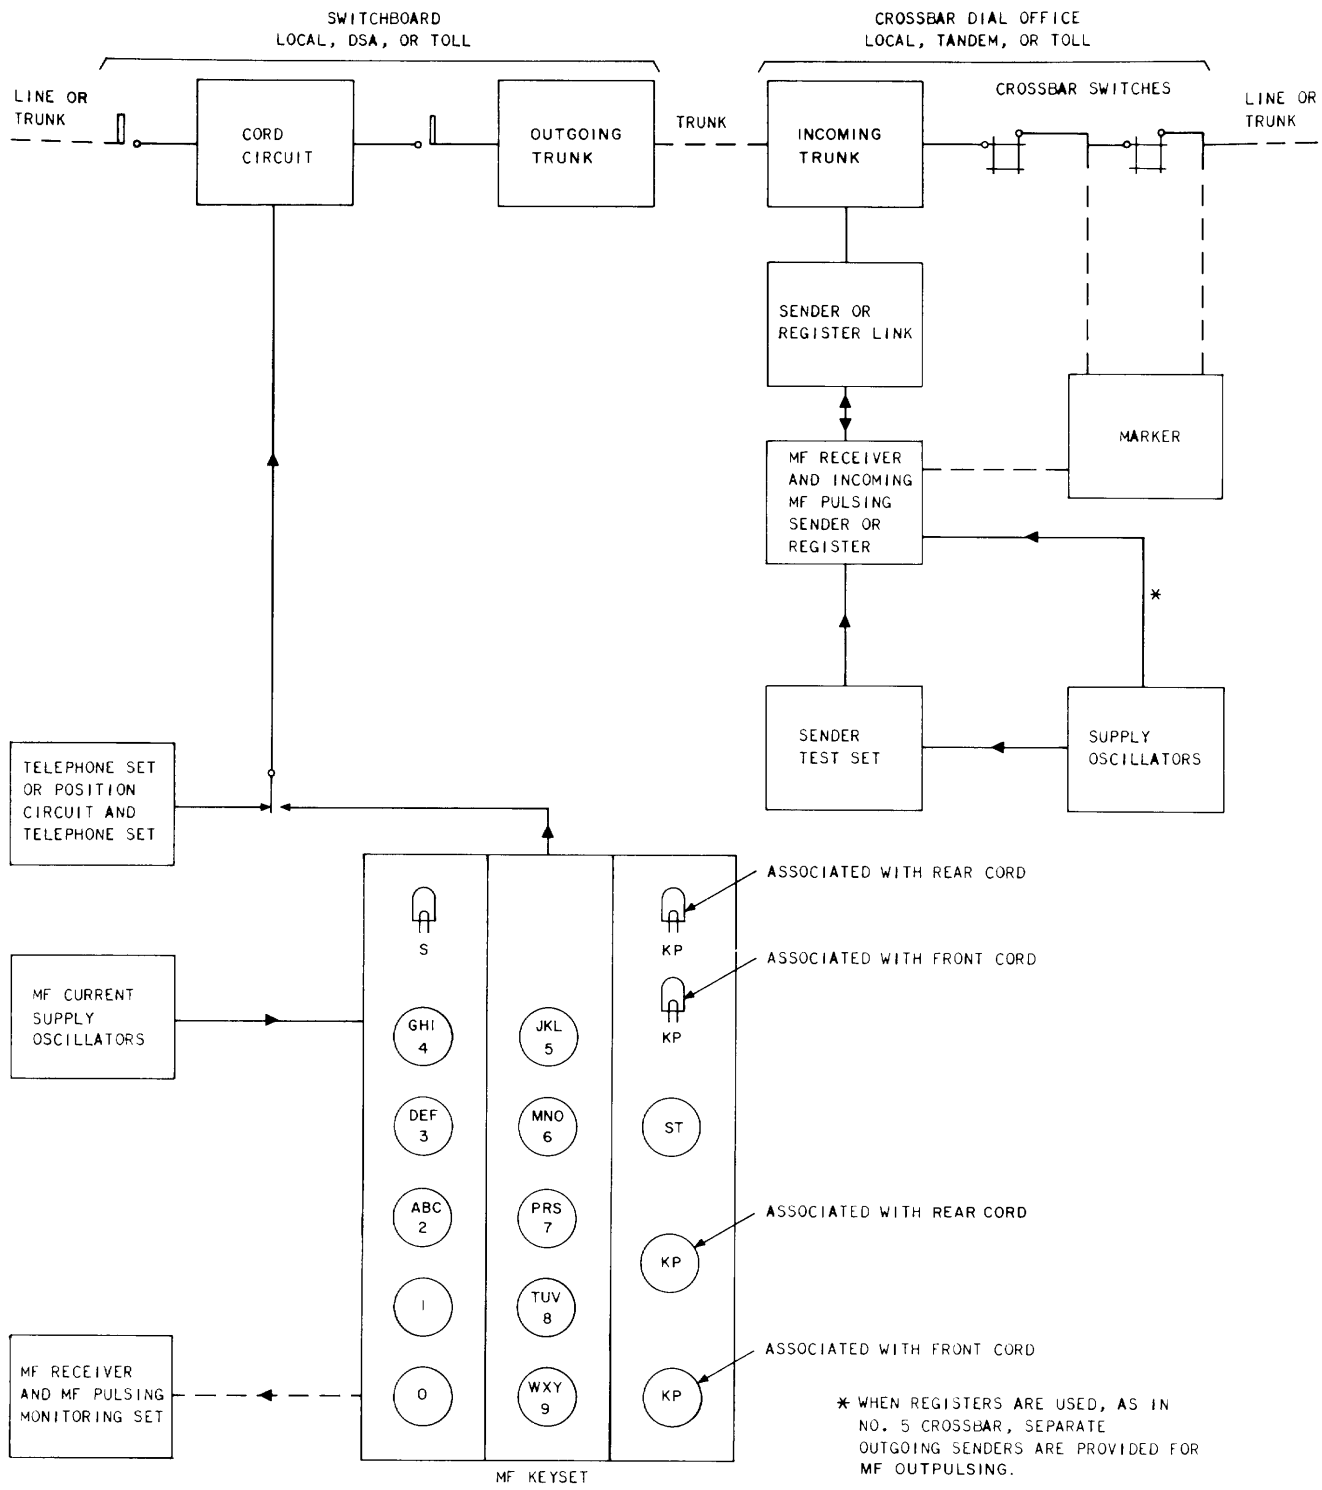 SWITCHBOARD
LOCAL, DSA, OR TOLL
CROSSBAR DIAL OFFICE
LOCAL, TANDEM, OR TOLL
LINE OR
TRUNK
CORD
CIRCUIT
OUTGOING
TRUNK
TRUNK
INCOMING
TRUNK
CROSSBAR SWITCHES
LINE OR
TRUNK
SENDER OR
REGISTER LINK
MARKER
MF RECEIVER
AND INCOMING
MF PULSING
SENDER OR
REGISTER
*
SENDER
TEST SET
SUPPLY
OSCILLATORS
TELEPHONE SET
OR POSITION
CIRCUIT AND
TELEPHONE SET
S
KP
ASSOCIATED WITH REAR CORD
KP
ASSOCIATED WITH FRONT CORD
MF CURRENT
SUPPLY
OSCILLATORS
GHI
4
JKL
5
DEF
3
MNO
6
ST
ABC
2
PRS
7
KP
ASSOCIATED WITH REAR CORD
1
TUV
8
0
WXY
9
KP
ASSOCIATED WITH FRONT CORD
MF RECEIVER
AND MF PULSING
MONITORING SET
MF KEYSET
* WHEN REGISTERS ARE USED, AS IN
NO. 5 CROSSBAR, SEPARATE
OUTGOING SENDERS ARE PROVIDED FOR
MF OUTPULSING.